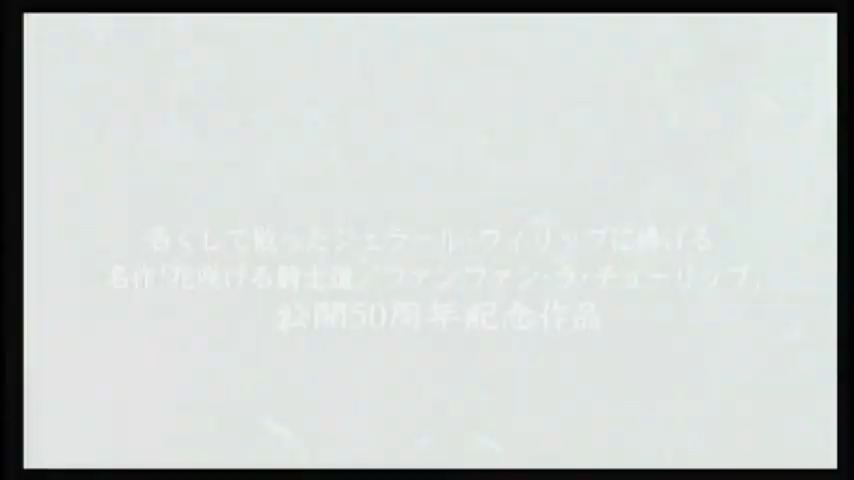 若くして散ったジェラール・フィリップに捧げる
名作「花咲ける騎士道／ファンファン・ラ・チューリップ」
公開50周年記念作品